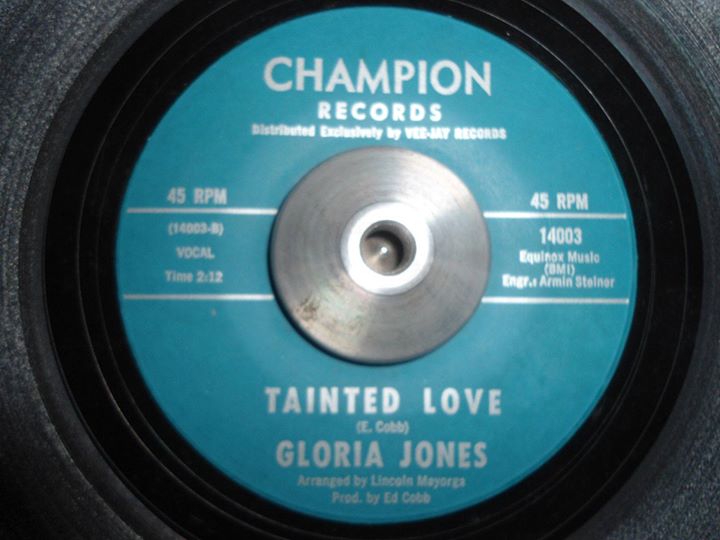 CHAMPION
RECORDS
Distributed Exclusively by VEE-JAY RECORDS
45 RPM
(14003-B)
VOCAL
Time 2:12
45 RPM
14003
Equinox Music
(BMI)
Engr.: Armin Steiner
TAINTED LOVE
(E. Cobb)
GLORIA JONES
Arranged by Lincoln Mayorga
Prod. by Ed Cobb